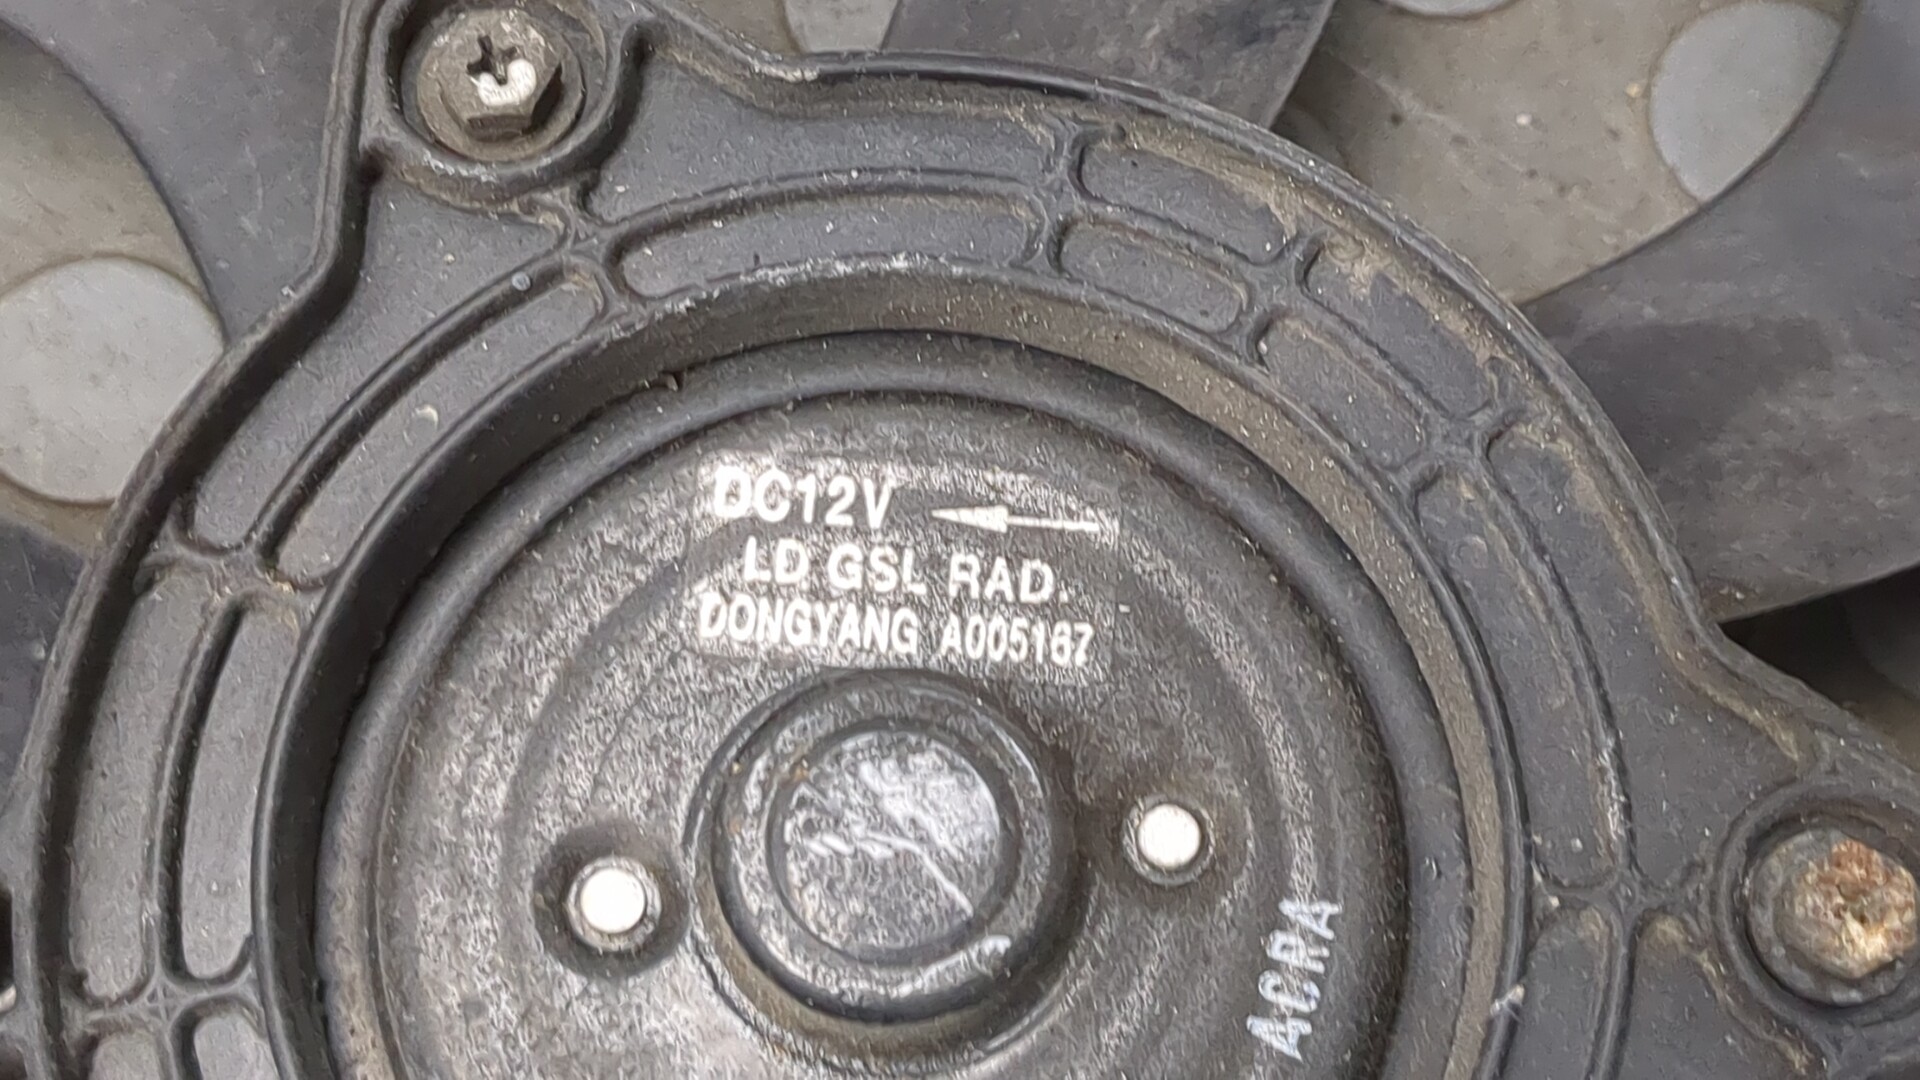 DC12V
LD GSL RAD.
DONGYANG A005167
ACRA